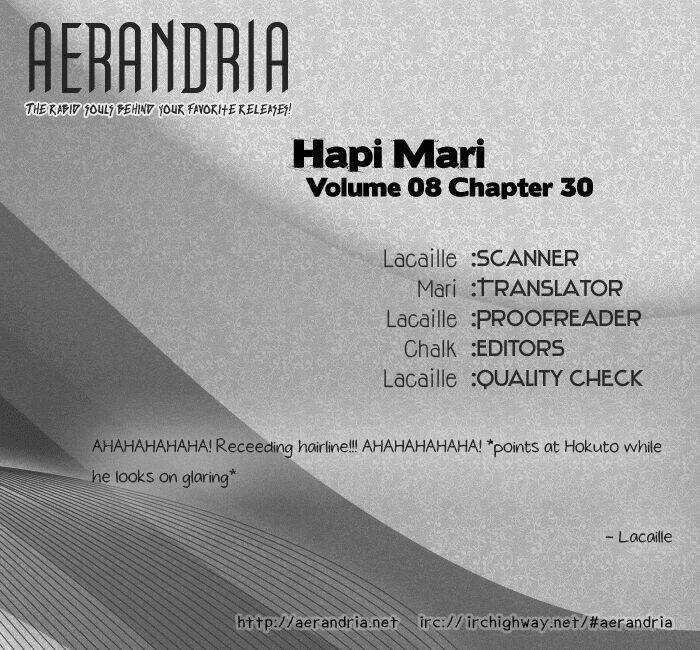 AERANDRIA
THE RABID SOULS BEHIND YOUR FAVORITE RELEASES!
Hapi Mari
Volume 08 Chapter 30
Lacaille :SCANNER
Mari :TRANSLATOR
Lacaille :PROOFREADER
Chalk :EDITORS
Lacaille :QUALITY CHECK
AHAHAHAHAHA! Receeding hairline!!! AHAHAHAHAHA! *points at Hokuto while
he looks on glaring*
- Lacaille
http://aerandria.net irc://irchighway.net/#aerandria